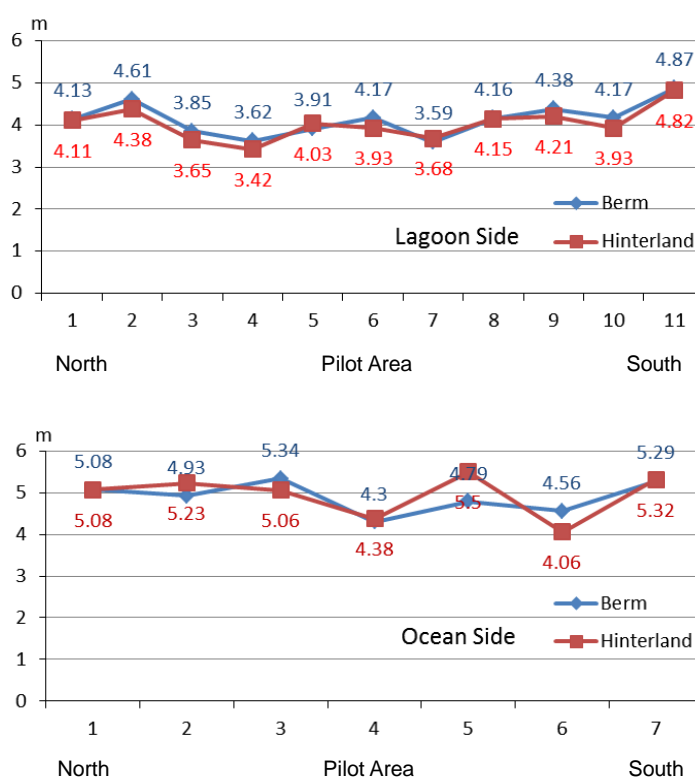 m
6
5
4
3
2
1
0
4.13 4.61 3.85 3.62 3.91 4.17 3.59 4.16 4.38 4.17 4.87
4.11 4.38 3.65 3.42 4.03 3.93 3.68 4.15 4.21 3.93 4.82
Berm
Lagoon Side
Hinterland
1 2 3 4 5 6 7 8 9 10 11
North Pilot Area South
m
6
5
4
3
2
1
0
5.08 4.93 5.34 4.3 4.79 4.56 5.29
5.08 5.23 5.06 4.38 5.5 4.06 5.32
Berm
Ocean Side
Hinterland
1 2 3 4 5 6 7
North Pilot Area South